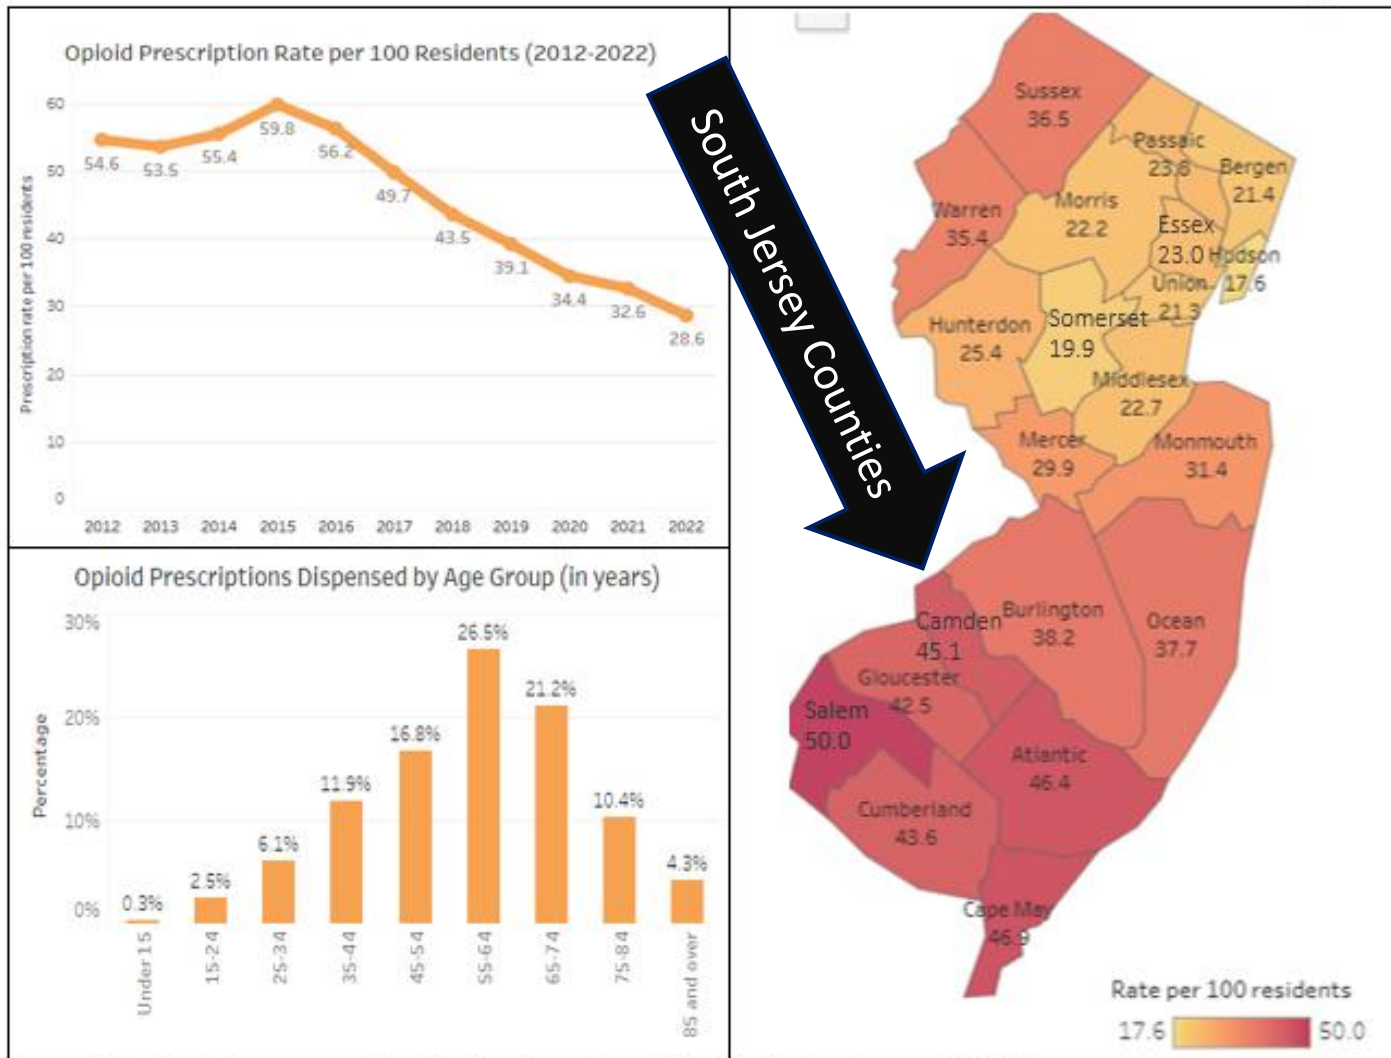 Opioid Prescription Rate per 100 Residents (2012-2022)
Prescription rate per 100 residents
60
50
40
30
20
10
0
54.6
53.5
55.4
59.8
56.2
49.7
43.5
39.1
34.4
32.6
28.6
2012 2013 2014 2015 2016 2017 2018 2019 2020 2021 2022
Opioid Prescriptions Dispensed by Age Group (in years)
Percentage
30%
20%
10%
0%
0.3%
2.5%
6.1%
11.9%
16.8%
26.5%
21.2%
10.4%
4.3%
Under 15
15-24
25-34
35-44
45-54
55-64
65-74
75-84
85 and over
South Jersey Counties
Sussex
36.5
Passaic
23.8
Bergen
21.4
Warren
35.4
Morris
22.2
Essex
23.0
Hudson
17.6
Union
21.3
Hunterdon
25.4
Somerset
19.9
Middlesex
22.7
Mercer
29.9
Monmouth
31.4
Camden
45.1
Burlington
38.2
Ocean
37.7
Gloucester
42.5
Salem
50.0
Atlantic
46.4
Cumberland
43.6
Cape May
46.9
Rate per 100 residents
17.6 50.0